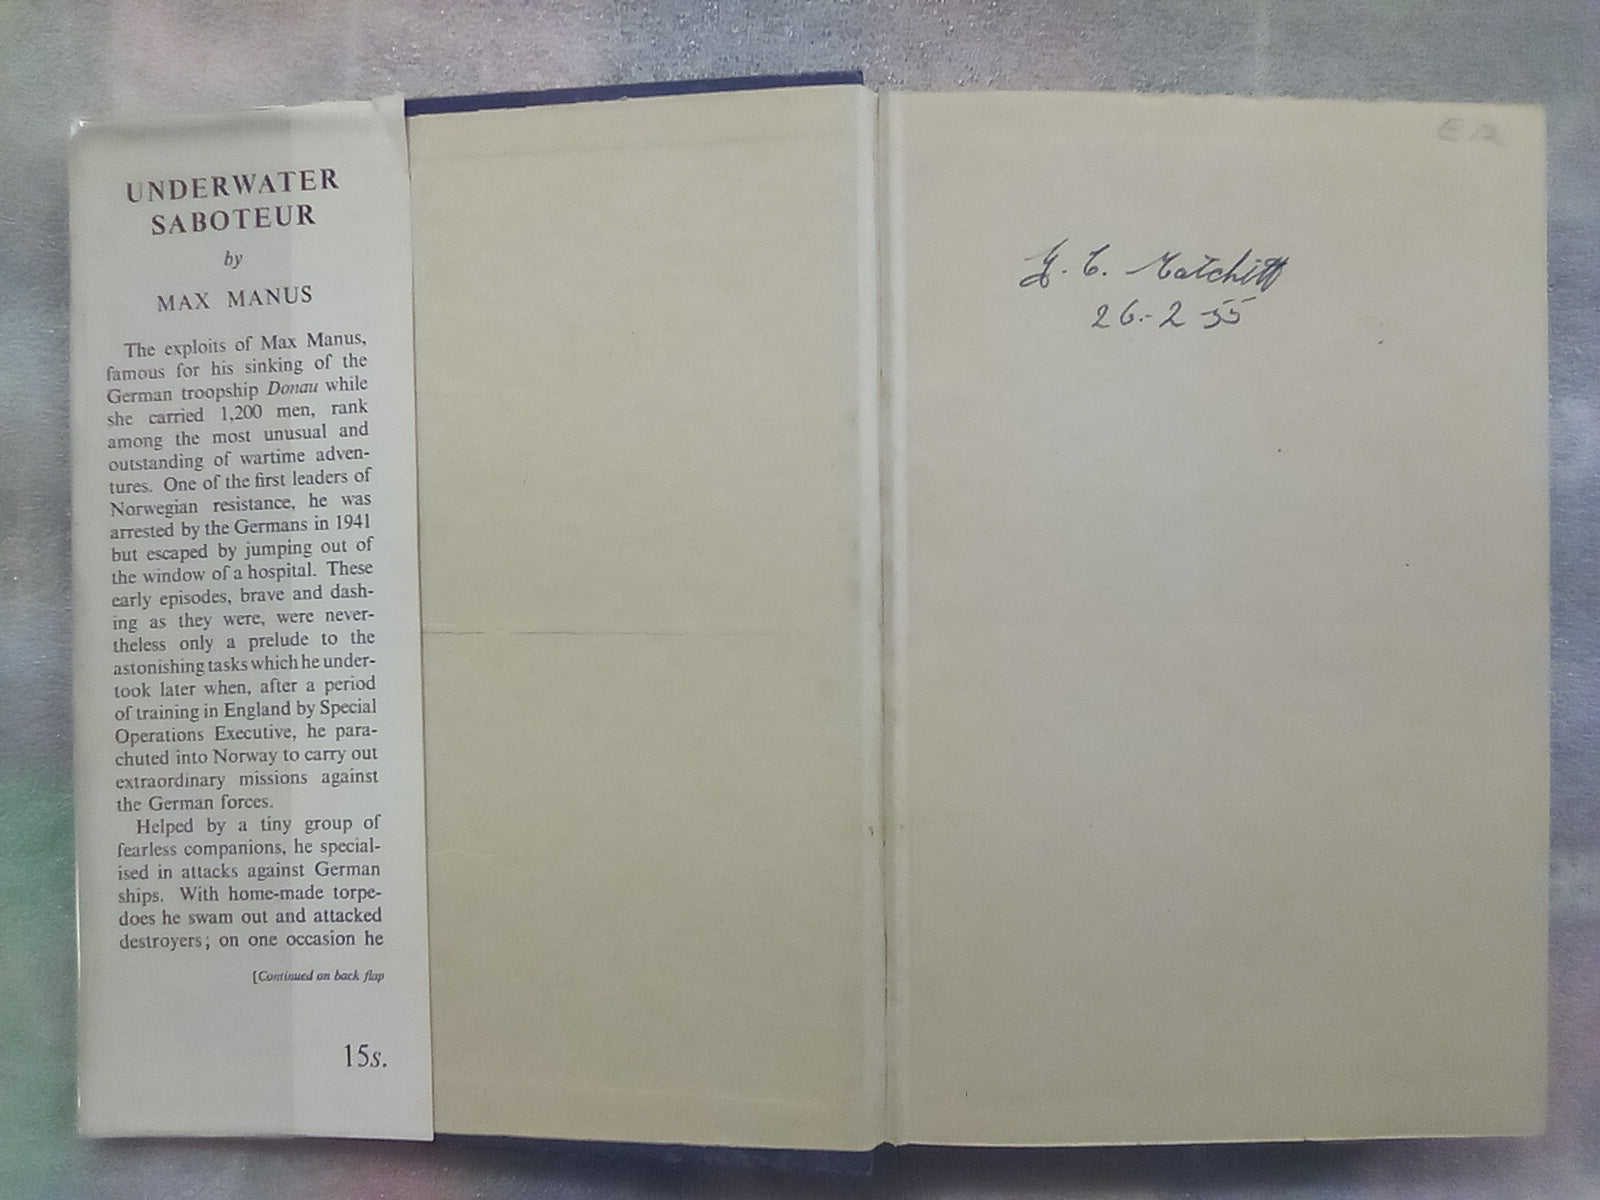 UNDERWATER
SABOTEUR
by
MAX MANUS
The exploits of Max Manus,
famous for his sinking of the
German troopship Donau while
she carried 1,200 men, rank
among the most unusual and
outstanding of wartime adven-
tures. One of the first leaders of
Norwegian resistance, he was
arrested by the Germans in 1941
but escaped by jumping out of
the window of a hospital. These
early episodes, brave and dash-
ing as they were, were never-
theless only a prelude to the
astonishing tasks which he under-
took later when, after a period
of training in England by Special
Operations Executive, he para-
chuted into Norway to carry out
extraordinary missions against
the German forces.
Helped by a tiny group of
fearless companions, he special-
ised in attacks against German
ships. With home-made torpe-
does he swam out and attacked
destroyers; on one occasion he
[Continued on back flap
15s.
26-2-55